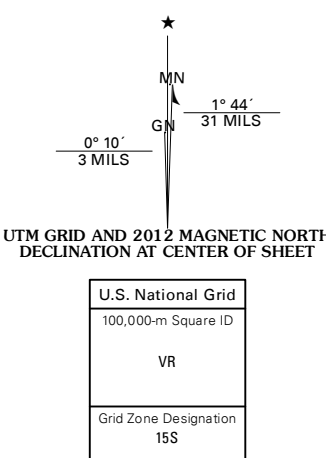 MN
1° 44´
31 MILS
GN
0° 10´
3 MILS
UTM GRID AND 2012 MAGNETIC NORTH
DECLINATION AT CENTER OF SHEET
U.S. National Grid
100,000-m Square ID
VR
Grid Zone Designation
15S